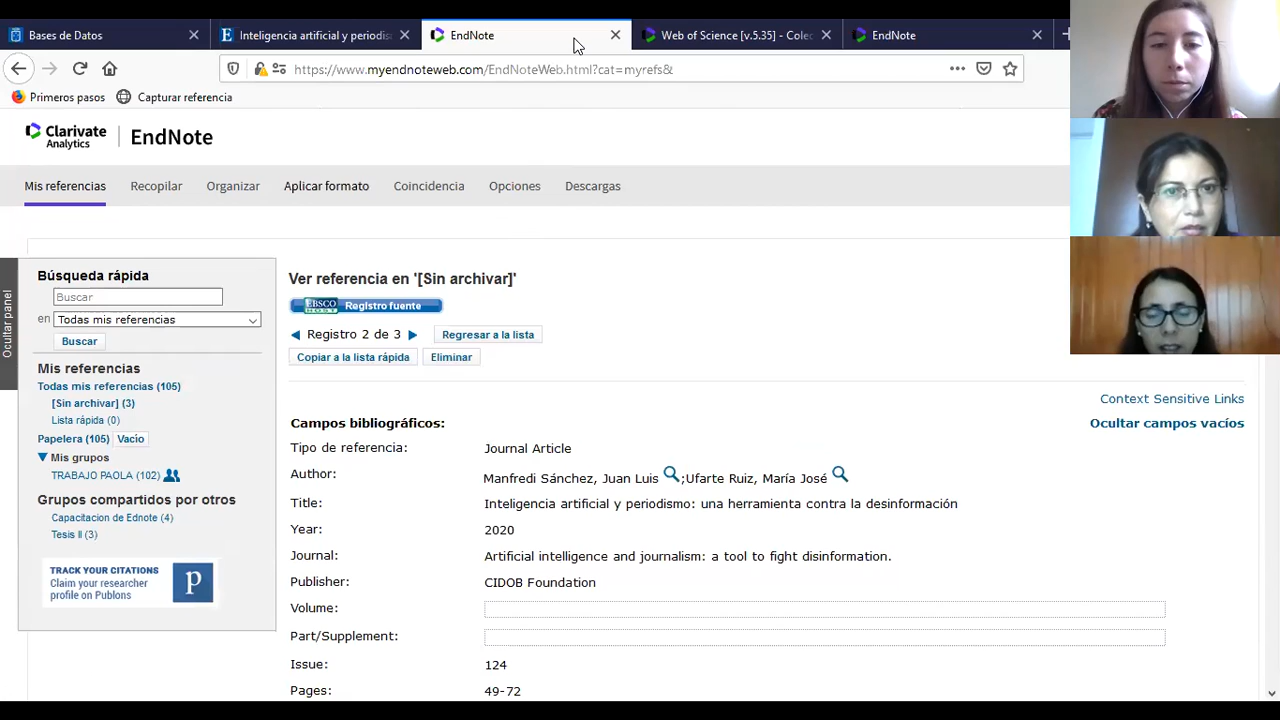 Bases de Datos
Inteligencia artificial y periodis
EndNote
Web of Science [v.5.35] - Colec
EndNote
https://www.myendnoteweb.com/EndNoteWeb.html?cat=myrefs&
Primeros pasos
Capturar referencia
Clarivate
Analytics
EndNote
Mis referencias
Recopilar
Organizar
Aplicar formato
Coincidencia
Opciones
Descargas
Ocultar panel
Búsqueda rápida
Buscar
en
Todas mis referencias
Buscar
Mis referencias
Todas mis referencias (105)
[Sin archivar] (3)
Lista rápida (0)
Papelera (105) Vacío
Mis grupos
TRABAJO PAOLA (102)
Grupos compartidos por otros
Capacitacion de Ednote (4)
Tesis II (3)
TRACK YOUR CITATIONS
Claim your researcher
profile on Publons
p
Ver referencia en '[Sin archivar]'
EBSCO
HOST
Registro fuente
Registro 2 de 3
Regresar a la lista
Copiar a la lista rápida
Eliminar
Context Sensitive Links
Campos bibliográficos:
Ocultar campos vacíos
Tipo de referencia: Journal Article
Author: Manfredi Sánchez, Juan Luis ;Ufarte Ruiz, María José
Title: Inteligencia artificial y periodismo: una herramienta contra la desinformación
Year: 2020
Journal: Artificial intelligence and journalism: a tool to fight disinformation.
Publisher: CIDOB Foundation
Volume:
Part/Supplement:
Issue: 124
Pages: 49-72